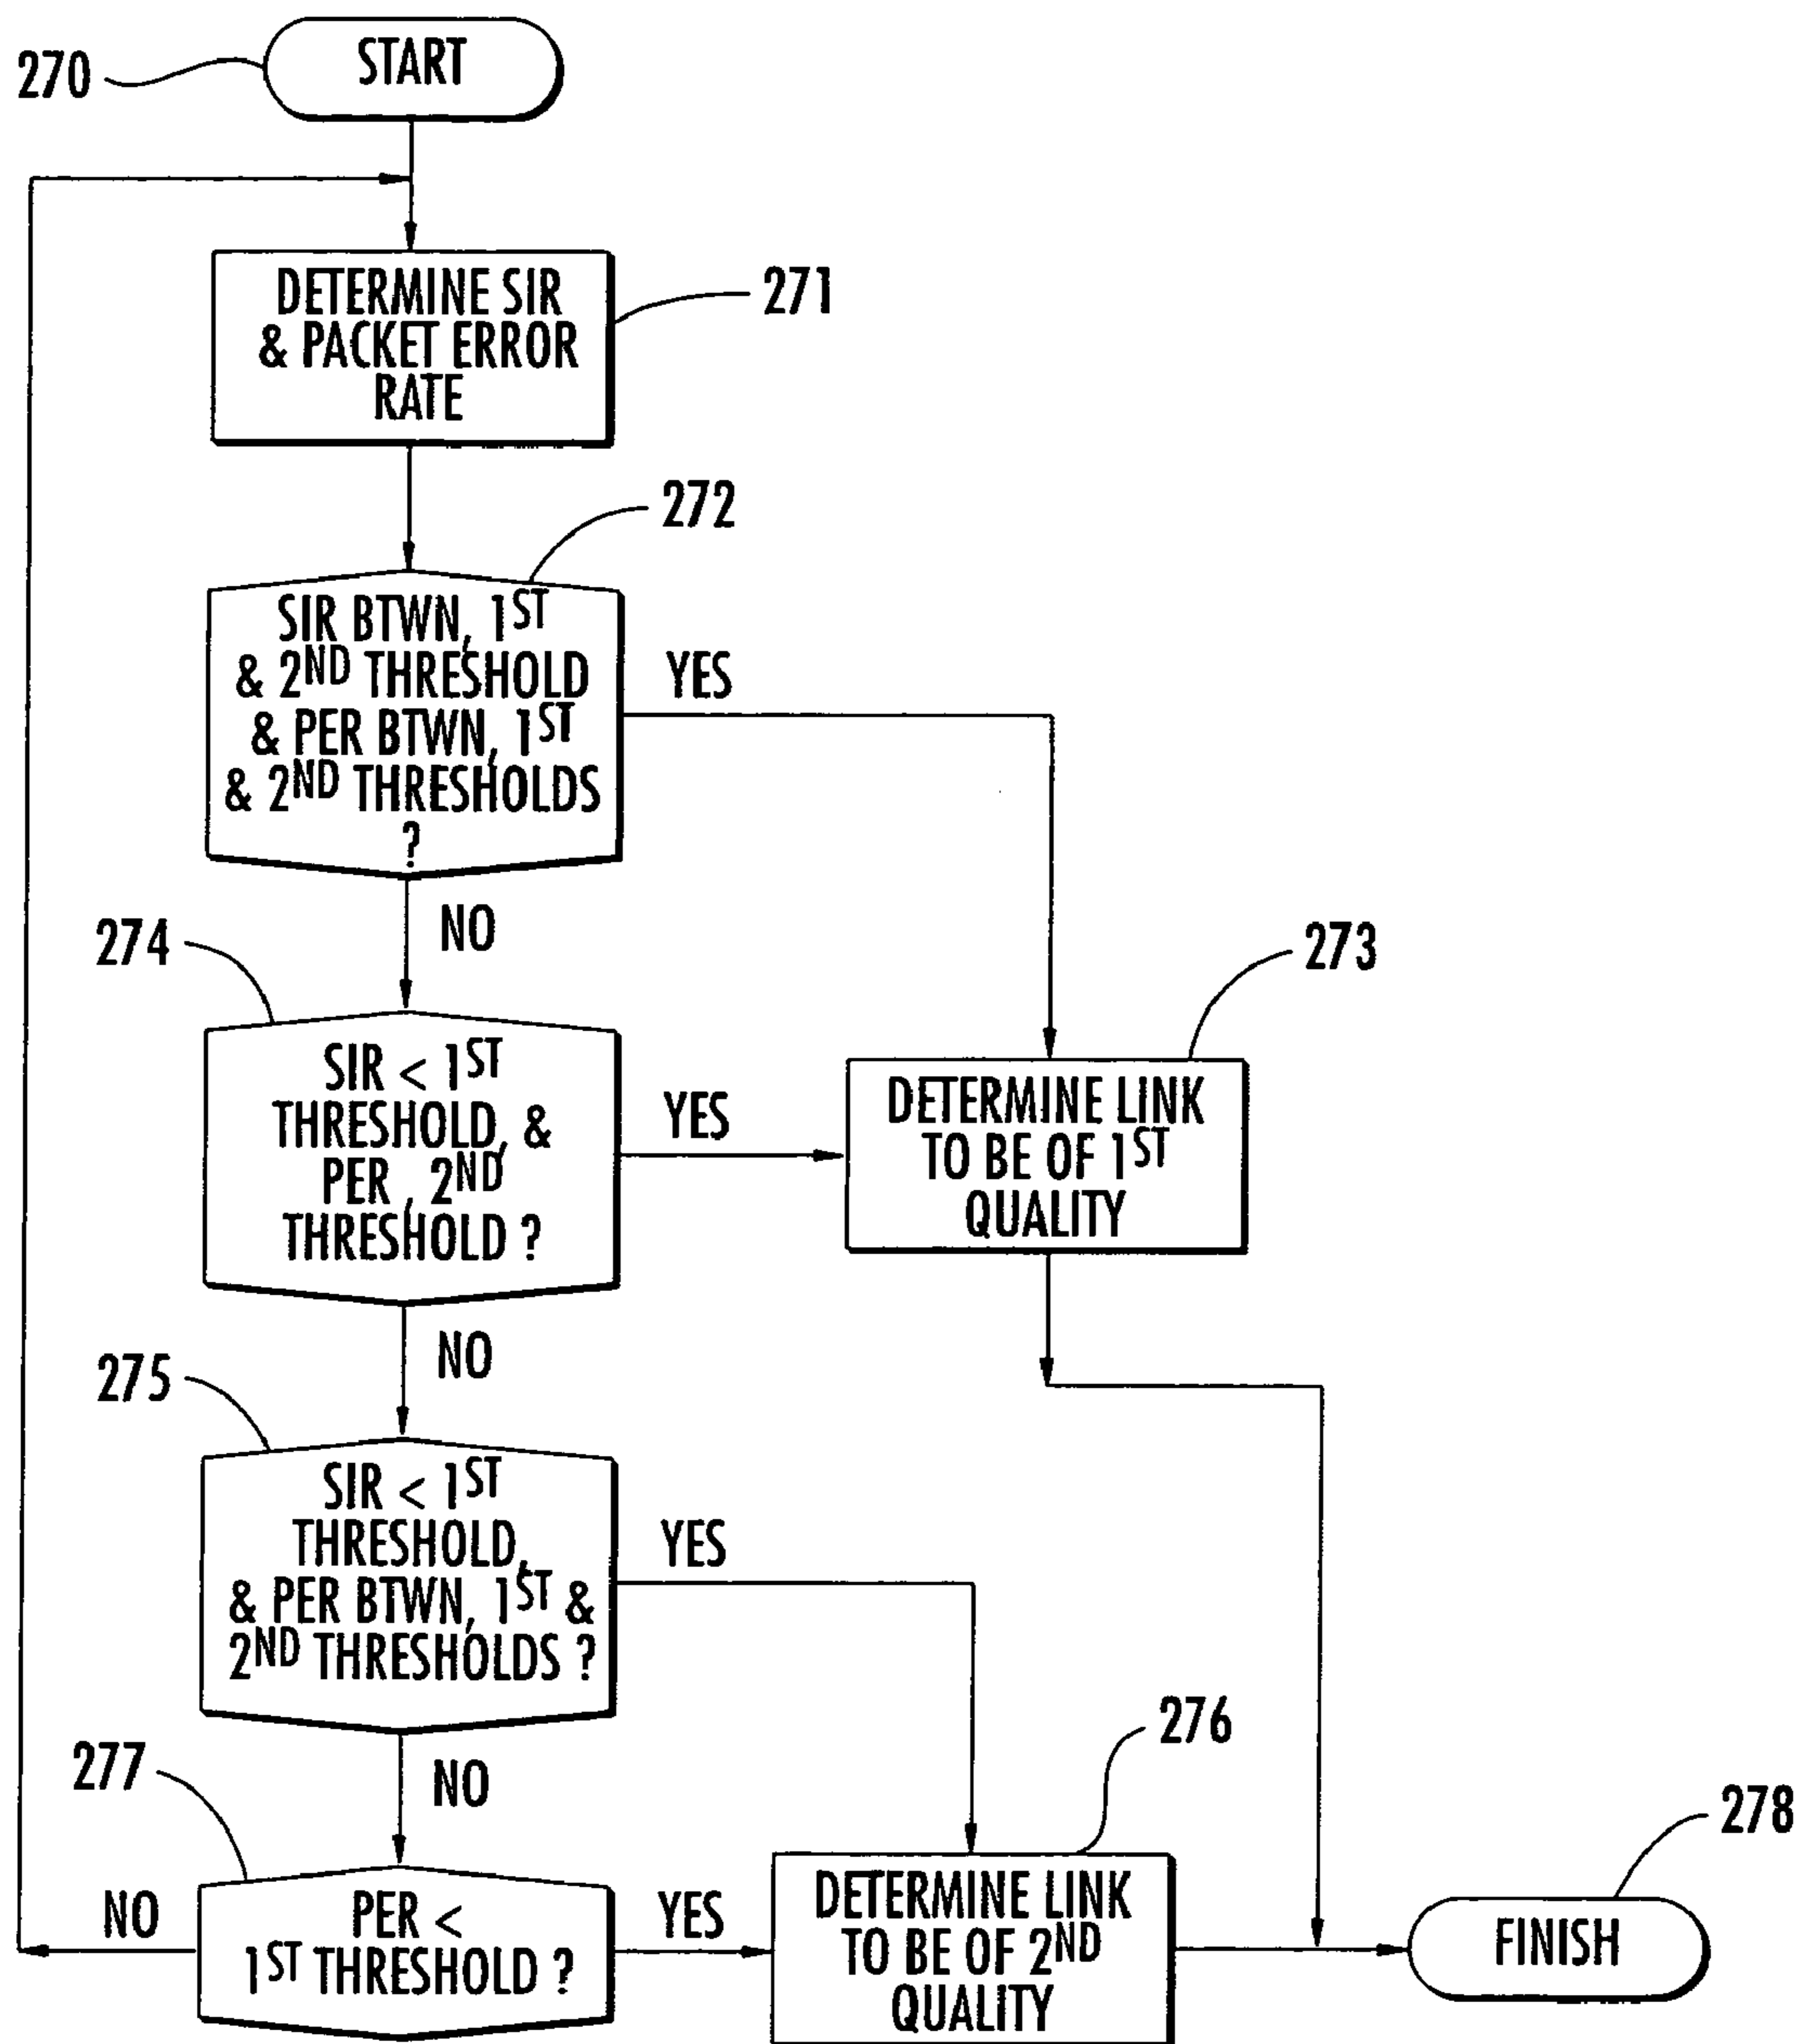 270
START
DETERMINE SIR
& PACKET ERROR
RATE
271
272
SIR BTWN, 1ST
& 2ND THRESHOLD
& PER BTWN, 1ST
& 2ND THRESHOLDS
?
YES
NO
274
SIR < 1ST
THRESHOLD, &
PER , 2ND
THRESHOLD ?
YES
273
DETERMINE LINK
TO BE OF 1ST
QUALITY
NO
275
SIR < 1ST
THRESHOLD,
& PER BTWN, 1ST &
2ND THRESHOLDS ?
YES
NO
277
PER <
1ST THRESHOLD ?
NO
YES
276
DETERMINE LINK
TO BE OF 2ND
QUALITY
278
FINISH